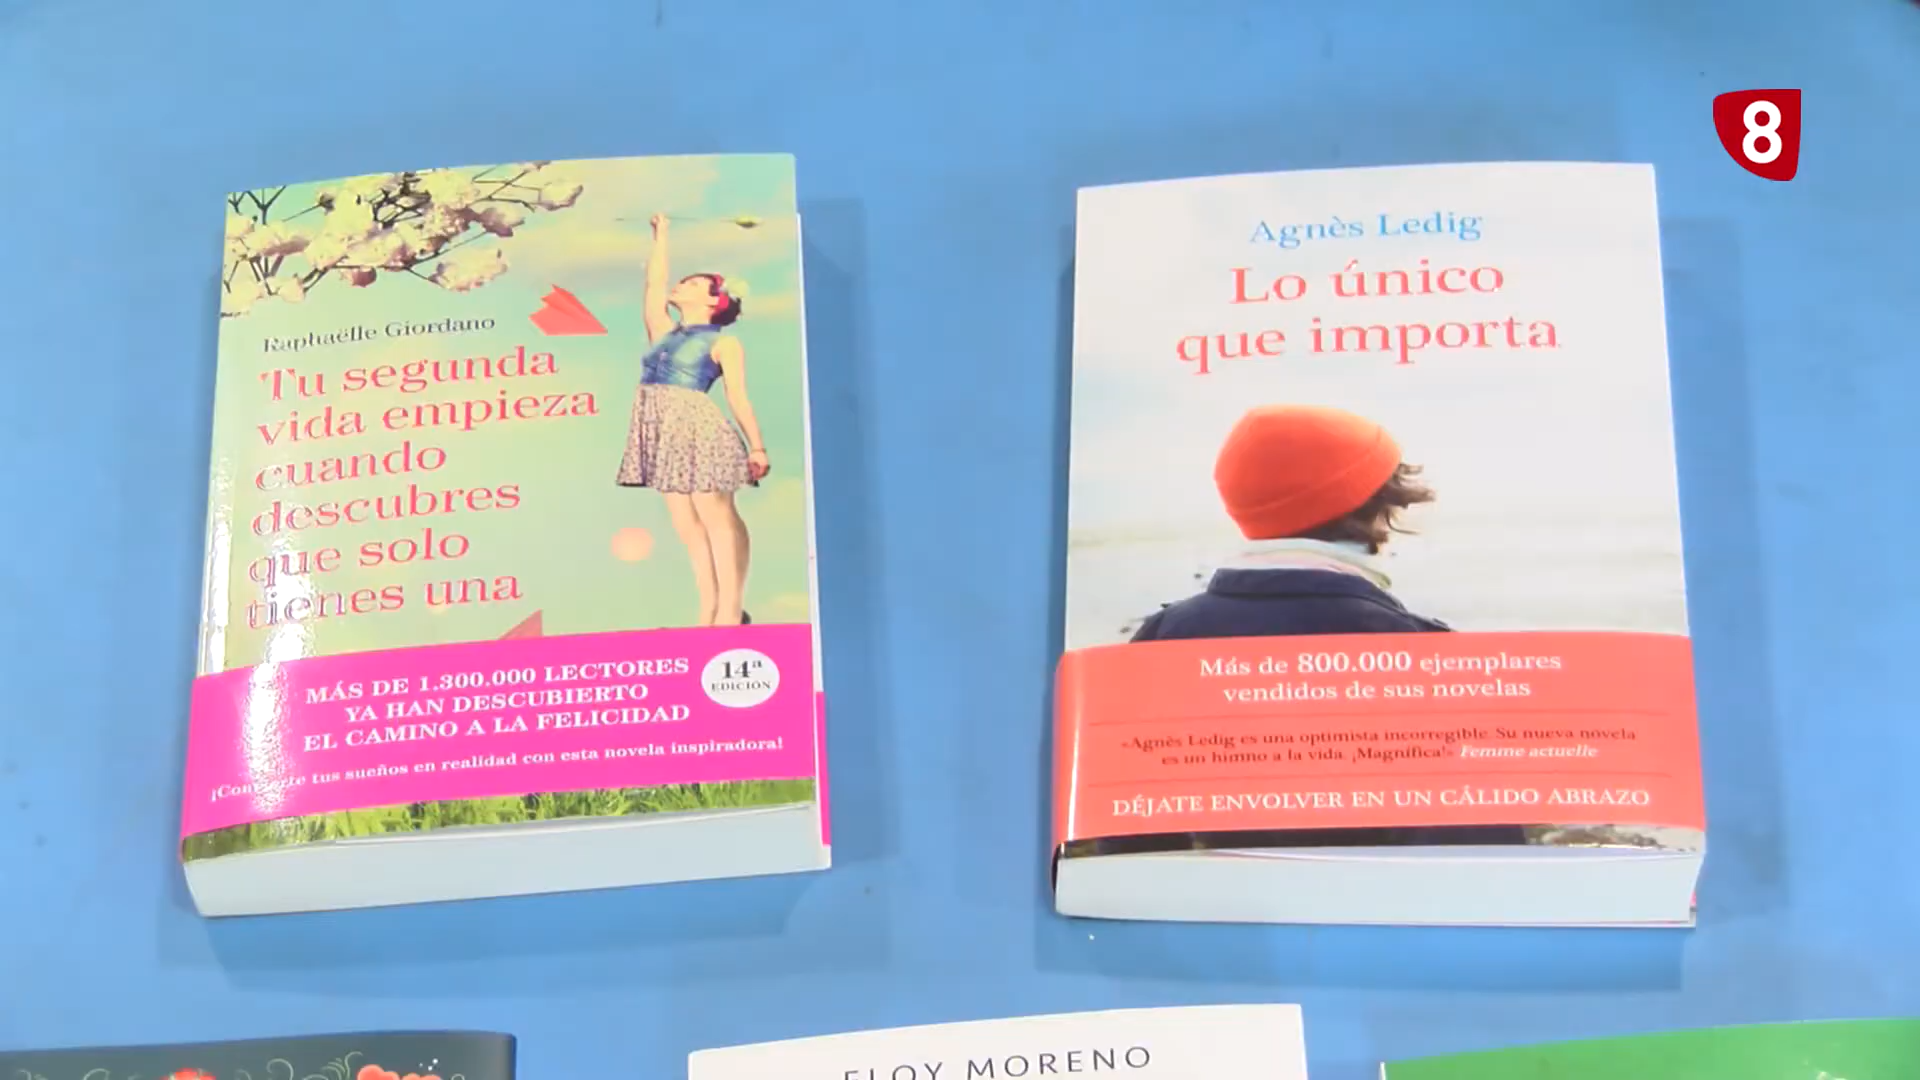 8
Raphaëlle Giordano
Tu segunda
vida empieza
cuando
descubres
que solo
tienes una
MÁS DE 1.300.000 LECTORES
YA HAN DESCUBIERTO
EL CAMINO A LA FELICIDAD
14ª
EDICIÓN
¡Convierte tus sueños en realidad con esta novela inspiradora!
Agnès Ledig
Lo único
que importa
Más de 800.000 ejemplares
vendidos de sus novelas
«Agnès Ledig es una optimista incorregible. Su nueva novela
es un himno a la vida. ¡Magnífica!» Femme actuelle
DÉJATE ENVOLVER EN UN CÁLIDO ABRAZO
ELOY MORENO